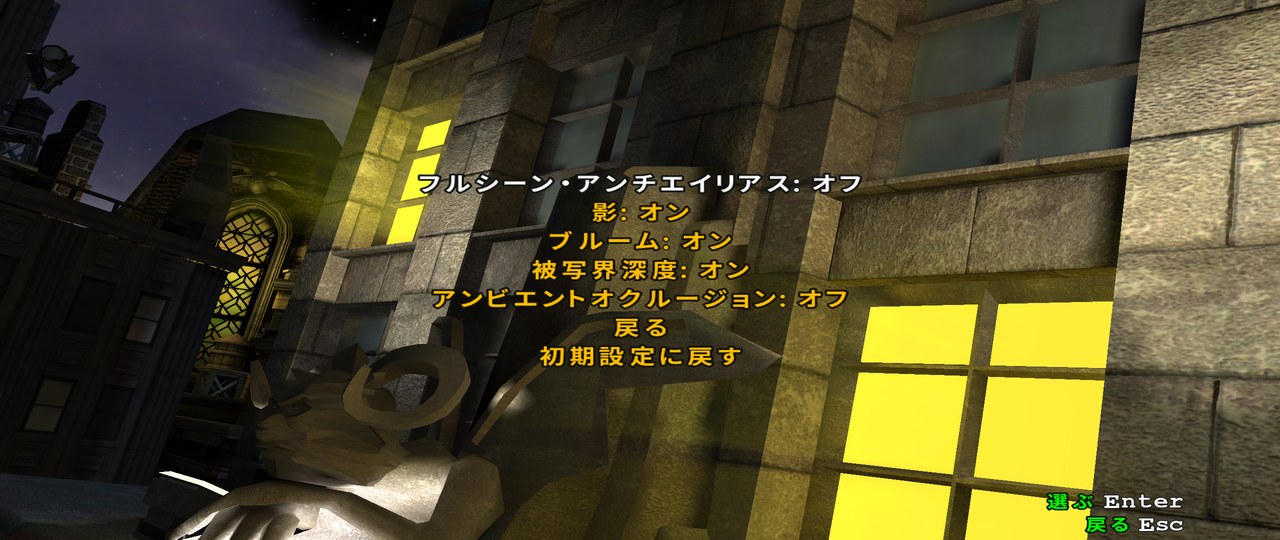 フルシーン・アンチエイリアス: オフ
影: オン
ブルーム: オン
被写界深度: オン
アンビエントオクルージョン: オフ
戻る
初期設定に戻す
選ぶ Enter
戻る Esc